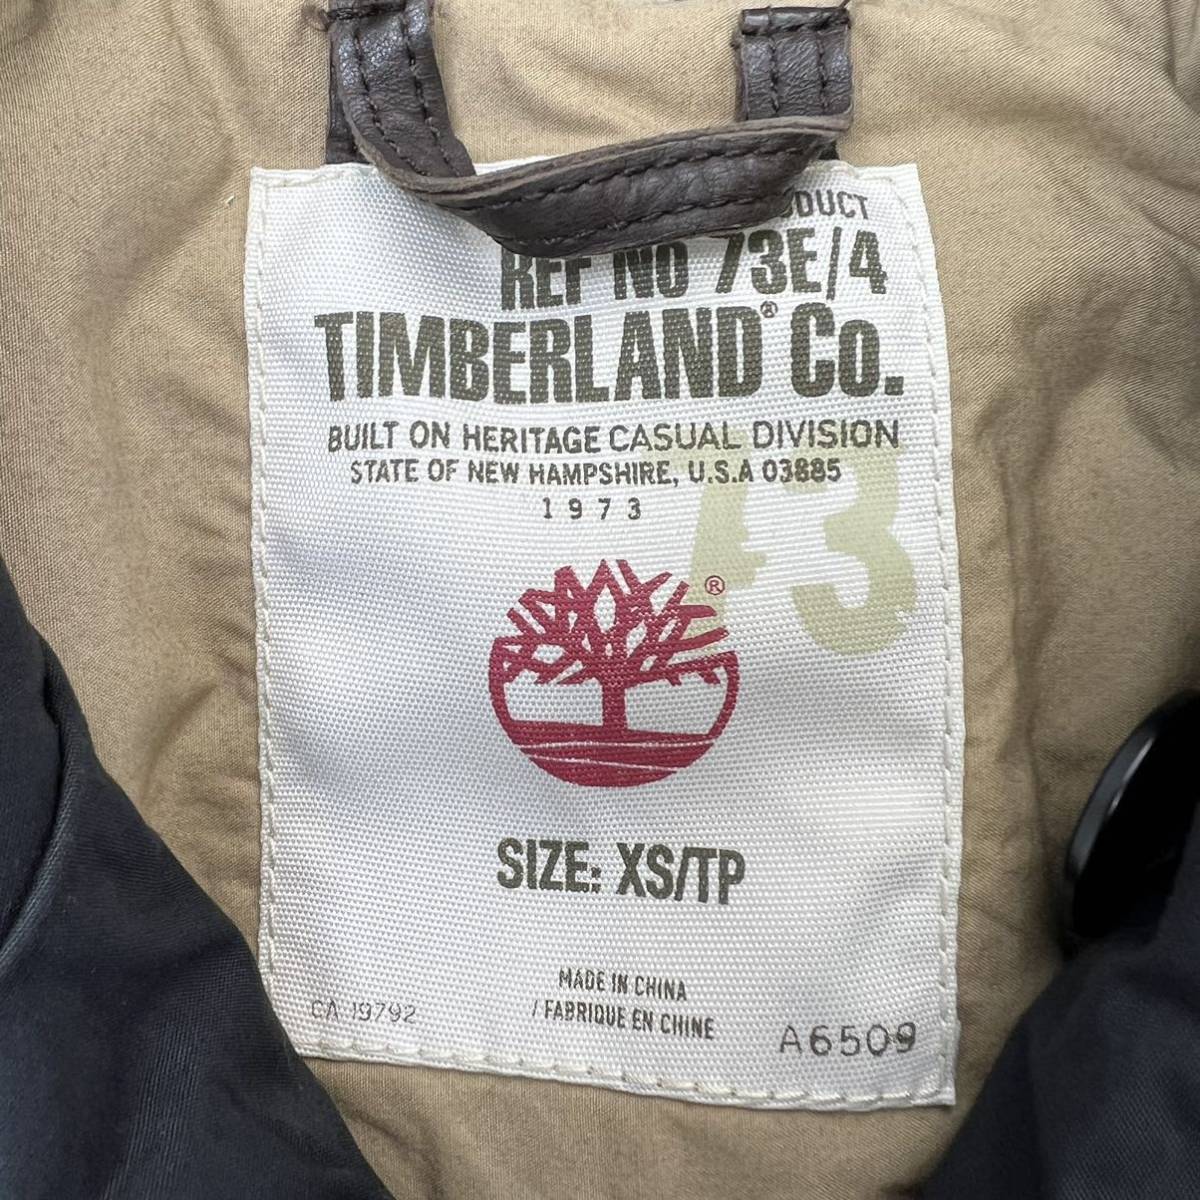 REF NO 73E/4
TIMBERLAND® Co.
BUILT ON HERITAGE CASUAL DIVISION
STATE OF NEW HAMPSHIRE, U.S.A 03885
1973
73
®
SIZE: XS/TP
MADE IN CHINA
/ FABRIQUE EN CHINE
CA 19792
A6509